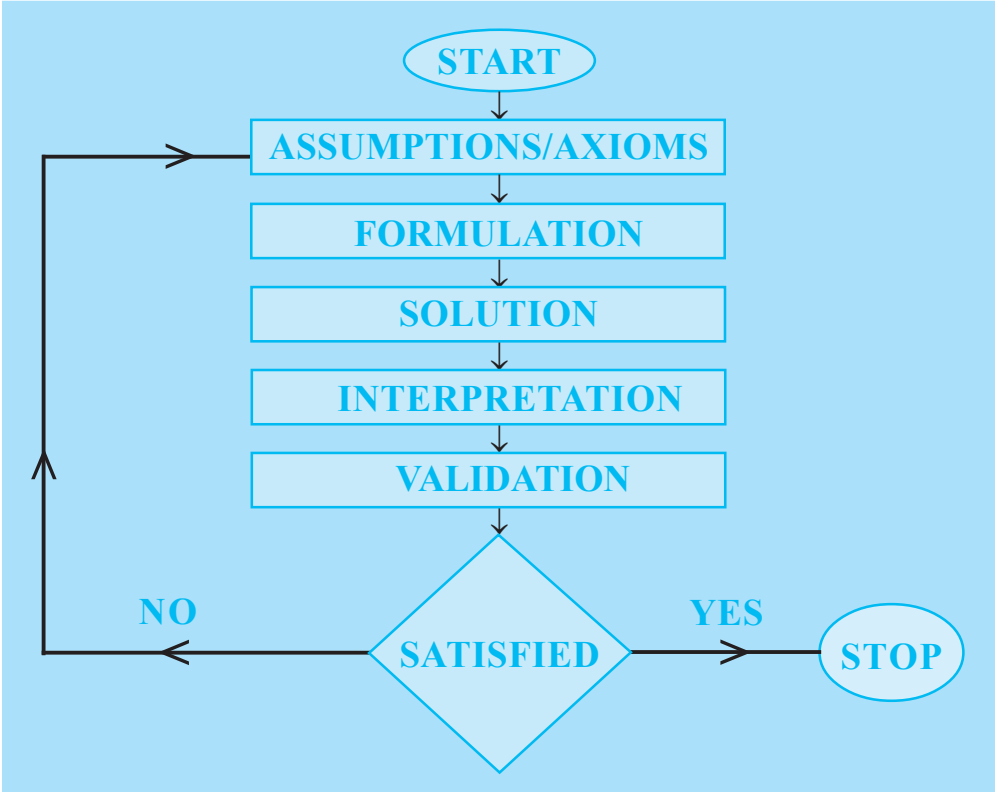 START
ASSUMPTIONS/AXIOMS
FORMULATION
SOLUTION
INTERPRETATION
VALIDATION
NO
YES
SATISFIED
STOP